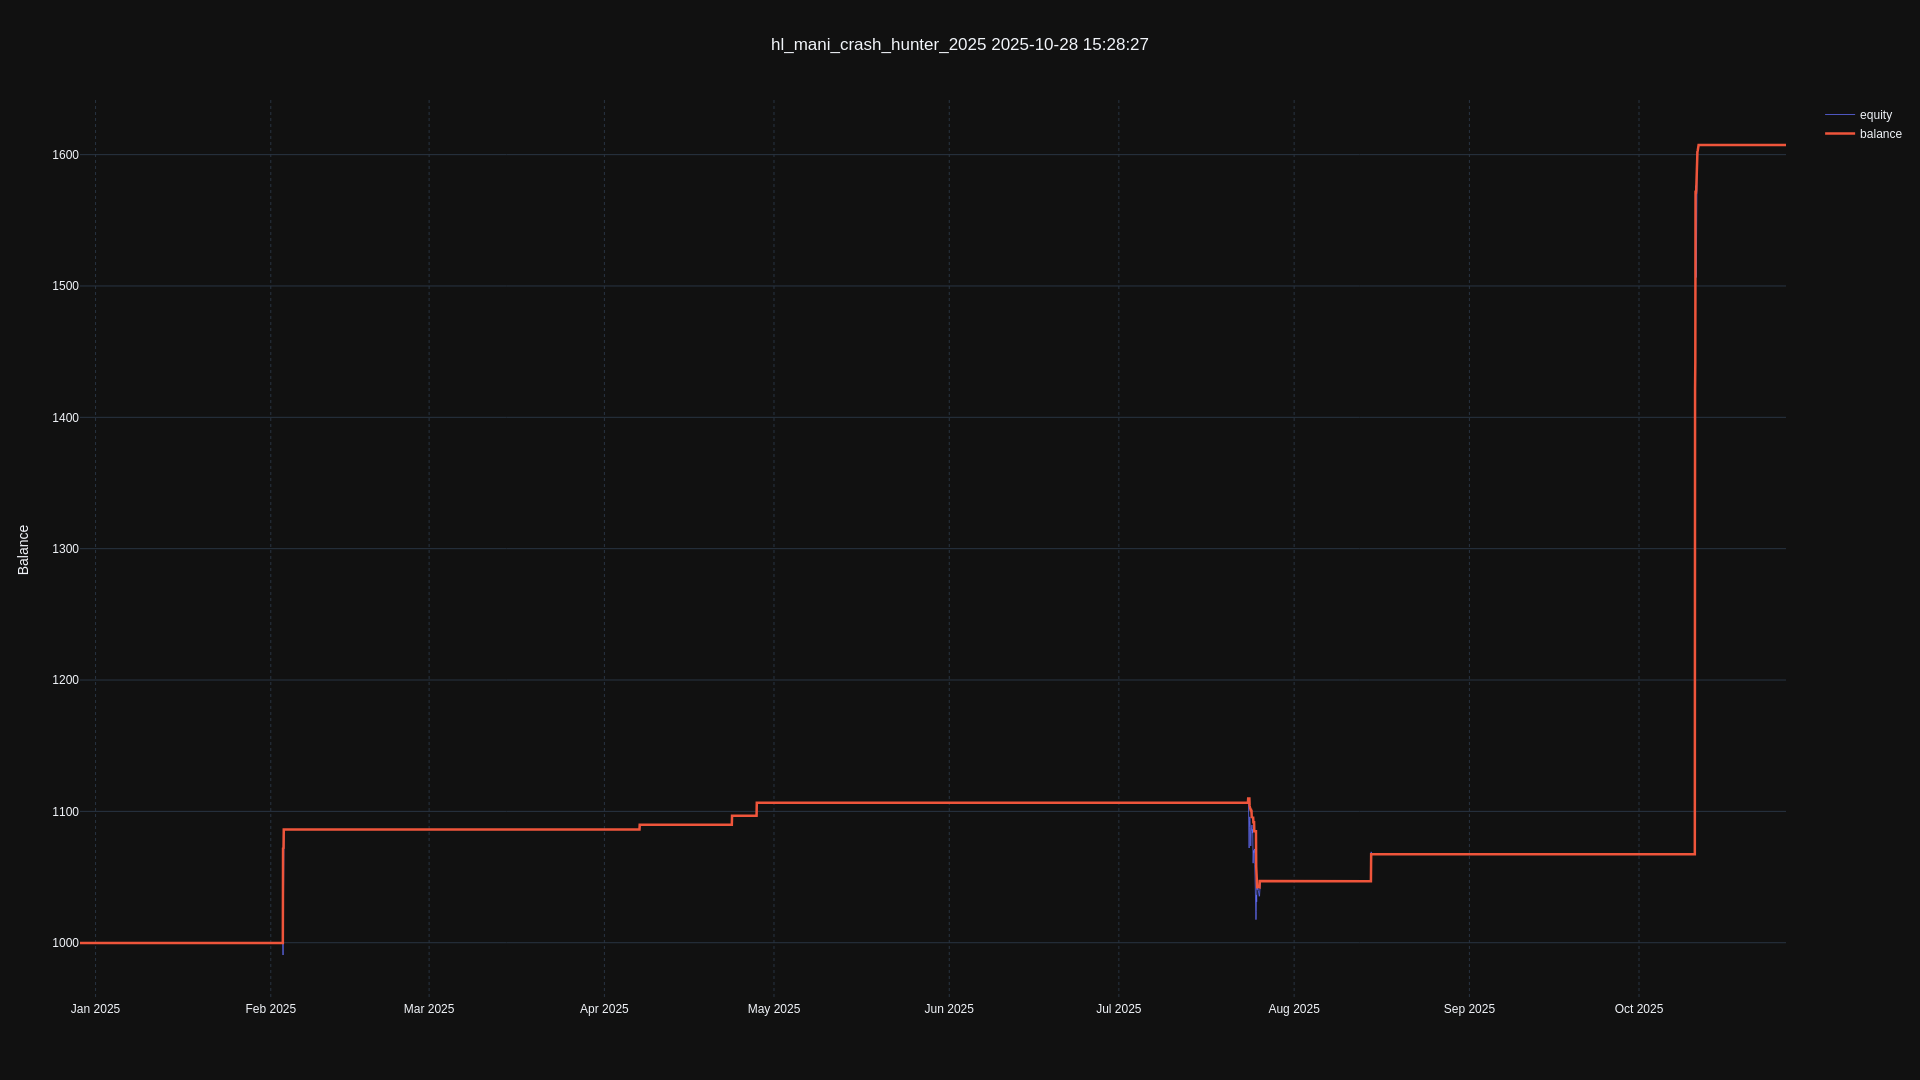 hl_mani_crash_hunter_2025 2025-10-28 15:28:27
equity
balance
1600
1500
1400
1300
1200
1100
1000
Balance
Jan 2025
Feb 2025
Mar 2025
Apr 2025
May 2025
Jun 2025
Jul 2025
Aug 2025
Sep 2025
Oct 2025